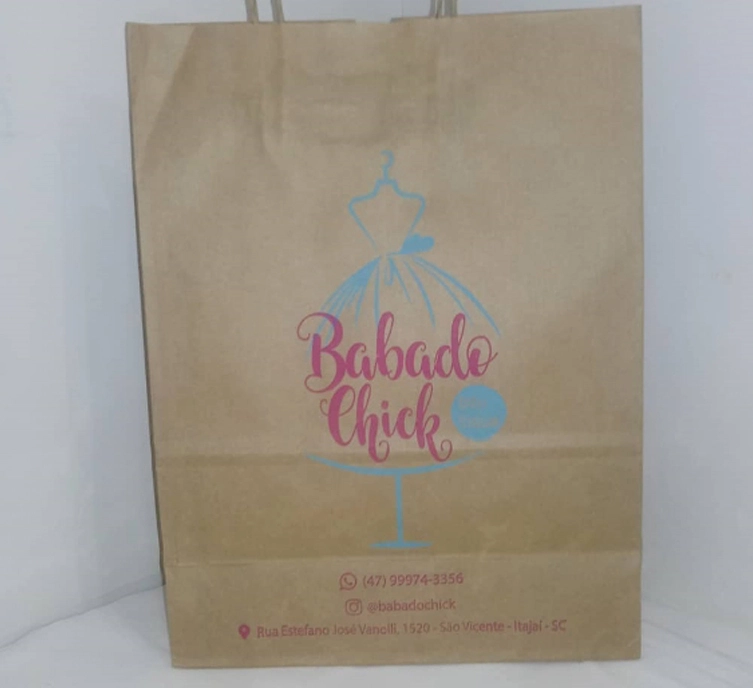 Babado
Chick
(47) 99974-3356
@babadochick
Rua Estefano José Vanolli, 1520 - São Vicente - Itajaí - SC